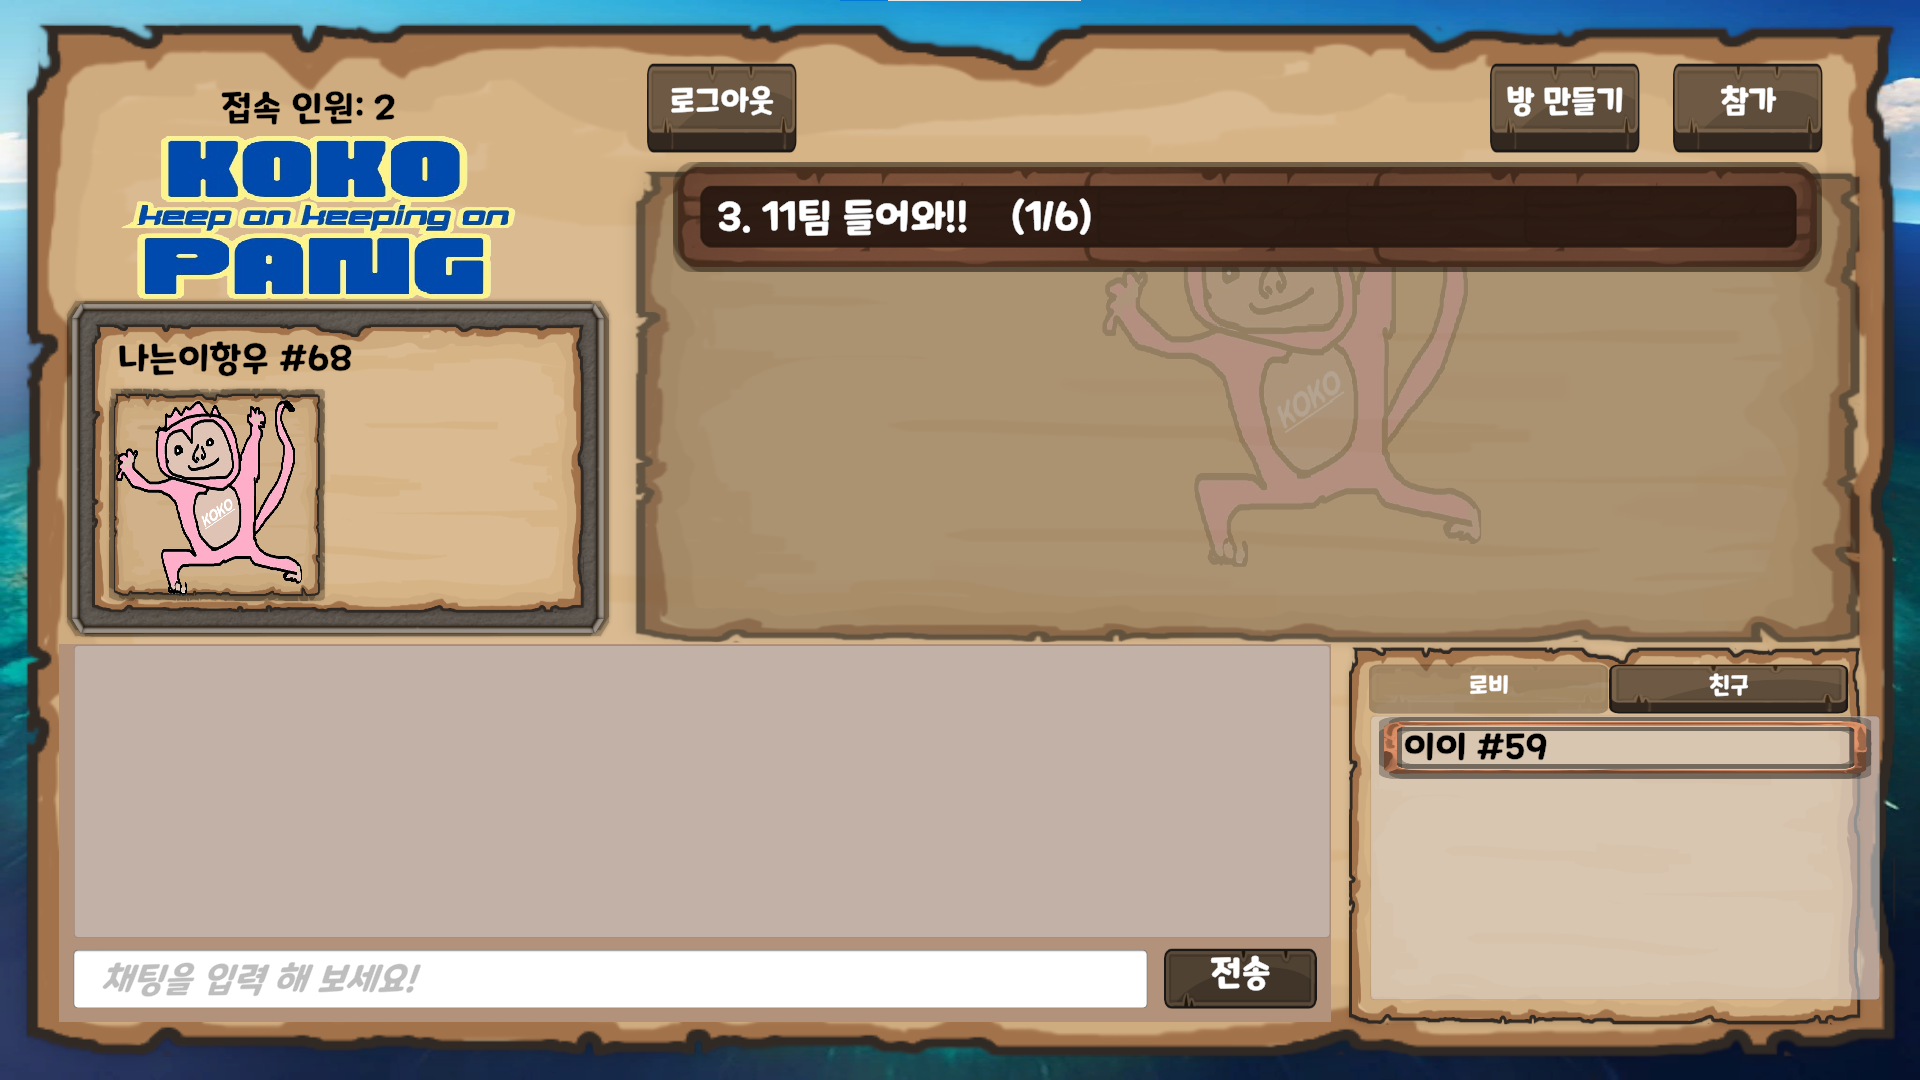 접속 인원: 2
KOKO
keep on keeping on
PANG
로그아웃
방 만들기
참가
3. 11팀 들어와!! (1/6)
KOKO
나는이항우 #68
KOKO
로비
친구
이이 #59
채팅을 입력 해 보세요!
전송